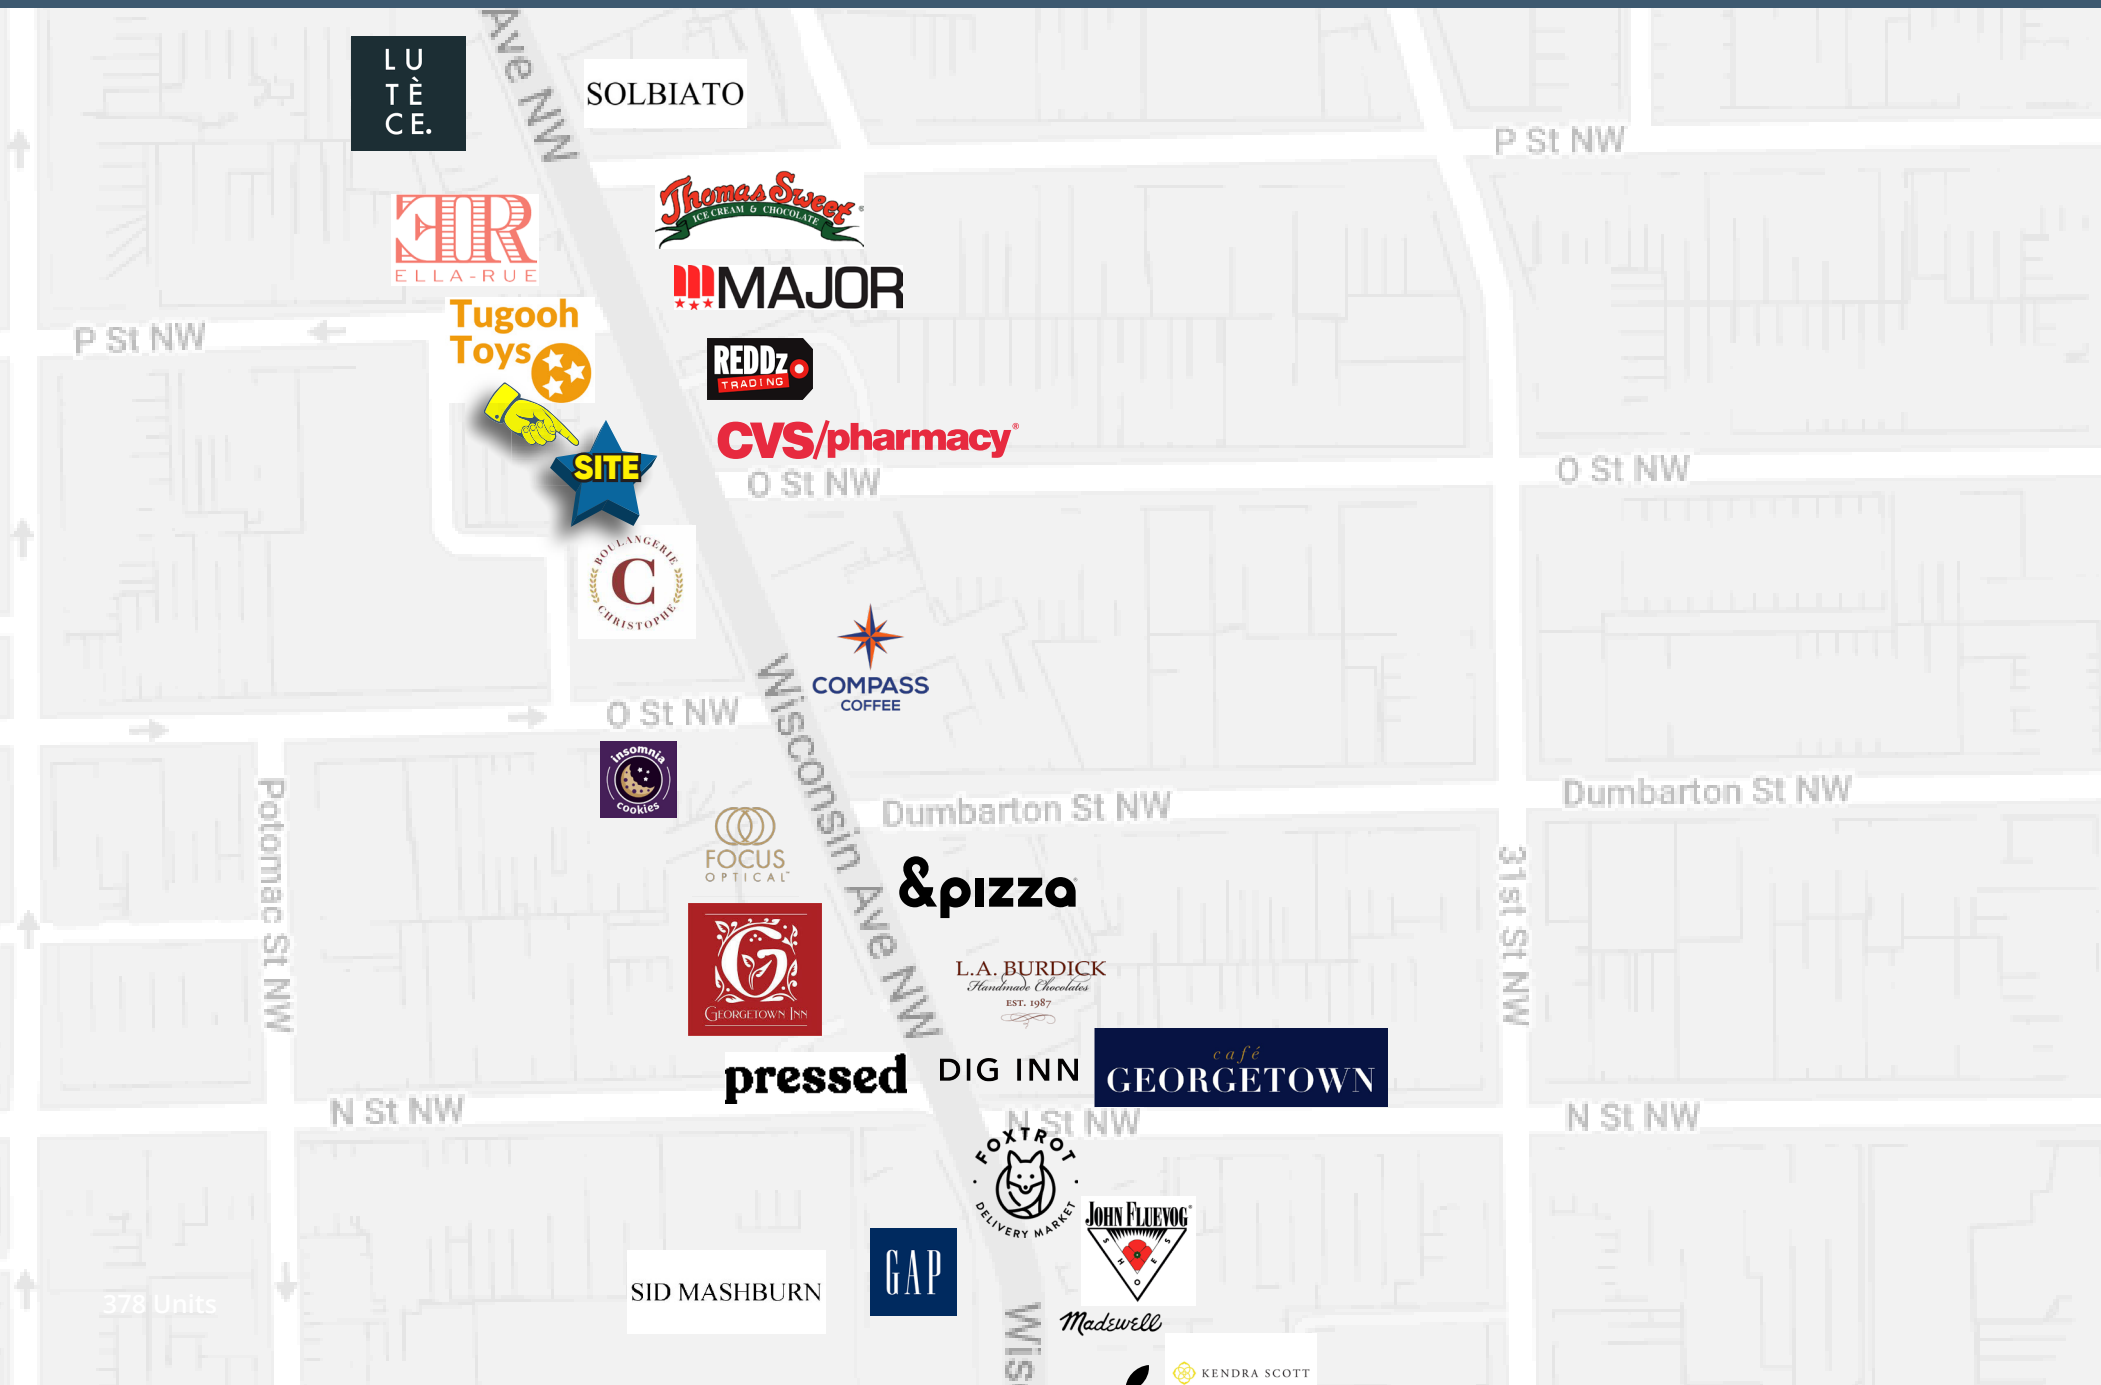 Ave NW
L U
T È
C E.
SOLBIATO
P St NW
Thomas Sweet
ICE CREAM & CHOCOLATE
ELLA-RUE
MAJOR
Tugooh
Toys
P St NW
REDDz
TRADING
CVS/pharmacy
SITE
O St NW
O St NW
BOULANGERIE
C
CHRISTOPHE
COMPASS
COFFEE
Wisconsin Ave NW
O St NW
insomnia
cookies
Potomac St NW
FOCUS
OPTICAL
Dumbarton St NW
Dumbarton St NW
&pizza
31st St NW
G
GEORGETOWN INN
L.A. BURDICK
Handmade Chocolates
EST. 1987
pressed
DIG INN
café
GEORGETOWN
N St NW
N St NW
N St NW
FOXTROT
DELIVERY MARKET
JOHN FLUEVOG
SHOES
GAP
SID MASHBURN
378 Units
Madewell
Wis
KENDRA SCOTT